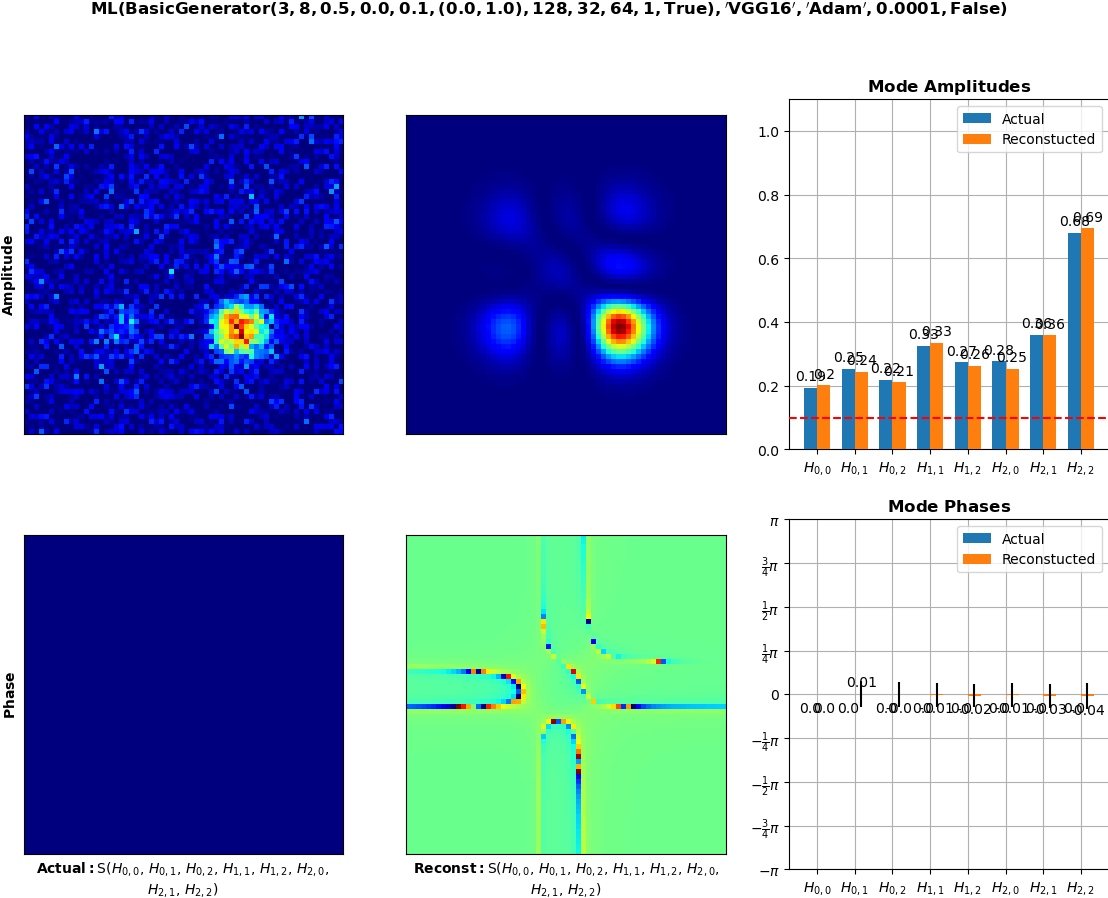 ML(BasicGenerator(3, 8, 0.5, 0.0, 0.1, (0.0, 1.0), 128, 32, 64, 1, True), ′VGG16′, ′Adam′, 0.0001, False)
Amplitude
Mode Amplitudes
Actual
Reconstucted
1.0
0.8
0.6
0.4
0.2
0.0
0.19 0.2 0.25 0.24 0.22 0.21 0.33 0.33 0.27 0.26 0.28 0.25 0.36 0.36 0.68 0.69
H0,0 H0,1 H0,2 H1,1 H1,2 H2,0 H2,1 H2,2
Phase
Actual: S(H0,0, H0,1, H0,2, H1,1, H1,2, H2,0,
H2,1, H2,2)
Reconst: S(H0,0, H0,1, H0,2, H1,1, H1,2, H2,0,
H2,1, H2,2)
Mode Phases
Actual
Reconstucted
π
3/4π
1/2π
1/4π
0
−1/4π
−1/2π
−3/4π
−π
0.01
H0,0 H0,1 H0,2 H1,1 H1,2 H2,0 H2,1 H2,2